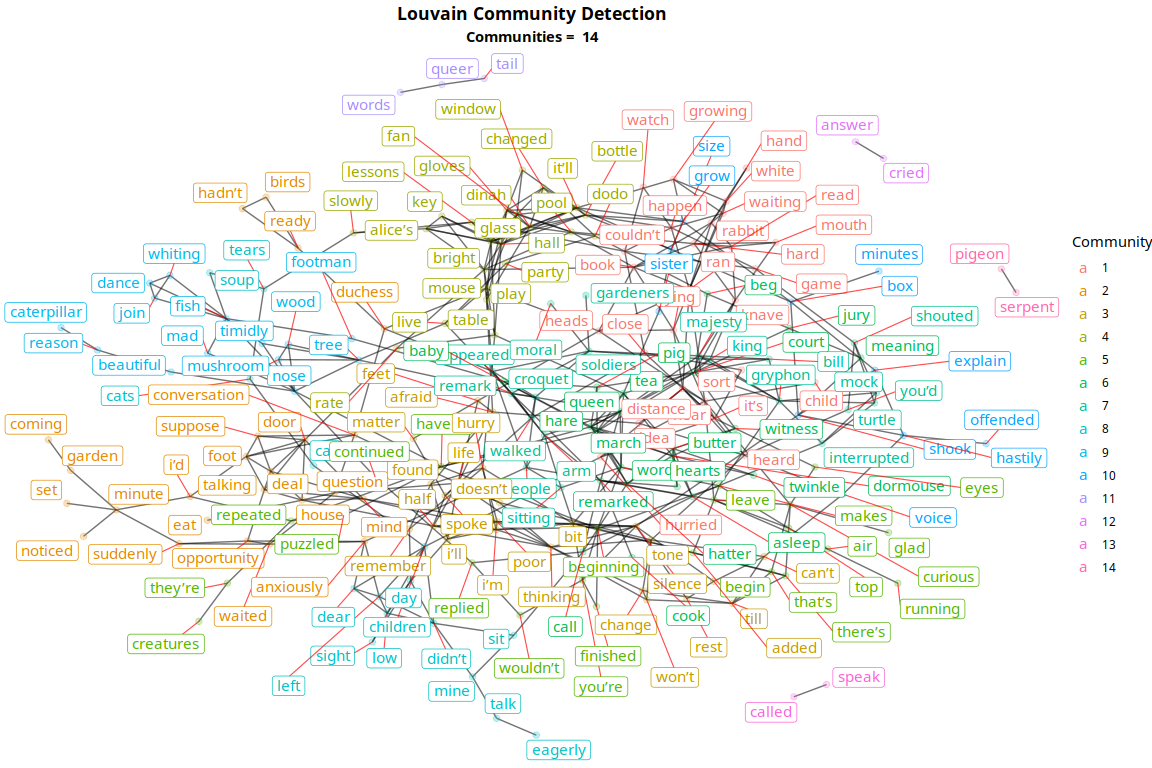 Louvain Community Detection
Communities = 14
queer tail
words
window watch growing
fan changed answer
bottle size hand
lessons gloves it'll grow white cried
hadn't birds slowly key dinah pool dodo happen waiting read
ready alice's glass couldn't rabbit mouth
whiting tears footman hall book sister ran hard minutes pigeon
dance soup bright party beg game box
join fish wood duchess mouse play gardeners serpent
caterpillar timidly live table heads close majesty jury shouted
reason mad tree baby moral pig king court meaning
beautiful mushroom nose feet remark croquet soldiers tea gryphon bill explain
cats conversation rate afraid queen sort mock you'd
coming suppose door matter have hurry hare distance it's child turtle offended
garden foot continued life walked march butter witness shook hastily
i'd talking deal question found arm hearts heard interrupted
set minute half doesn't remarked twinkle dormouse eyes
eat repeated house mind spoke sitting leave makes voice
noticed suddenly opportunity puzzled i'll bit hurried tone hatter asleep air glad
they're anxiously remember i'm poor beginning silence begin can't top curious
waited dear day replied thinking call change cook till that's there's running
creatures children sit finished rest added
left sight low didn't wouldn't you're won't speak
mine talk called
eagerly
Community
a 1
a 2
a 3
a 4
a 5
a 6
a 7
a 8
a 9
a 10
a 11
a 12
a 13
a 14